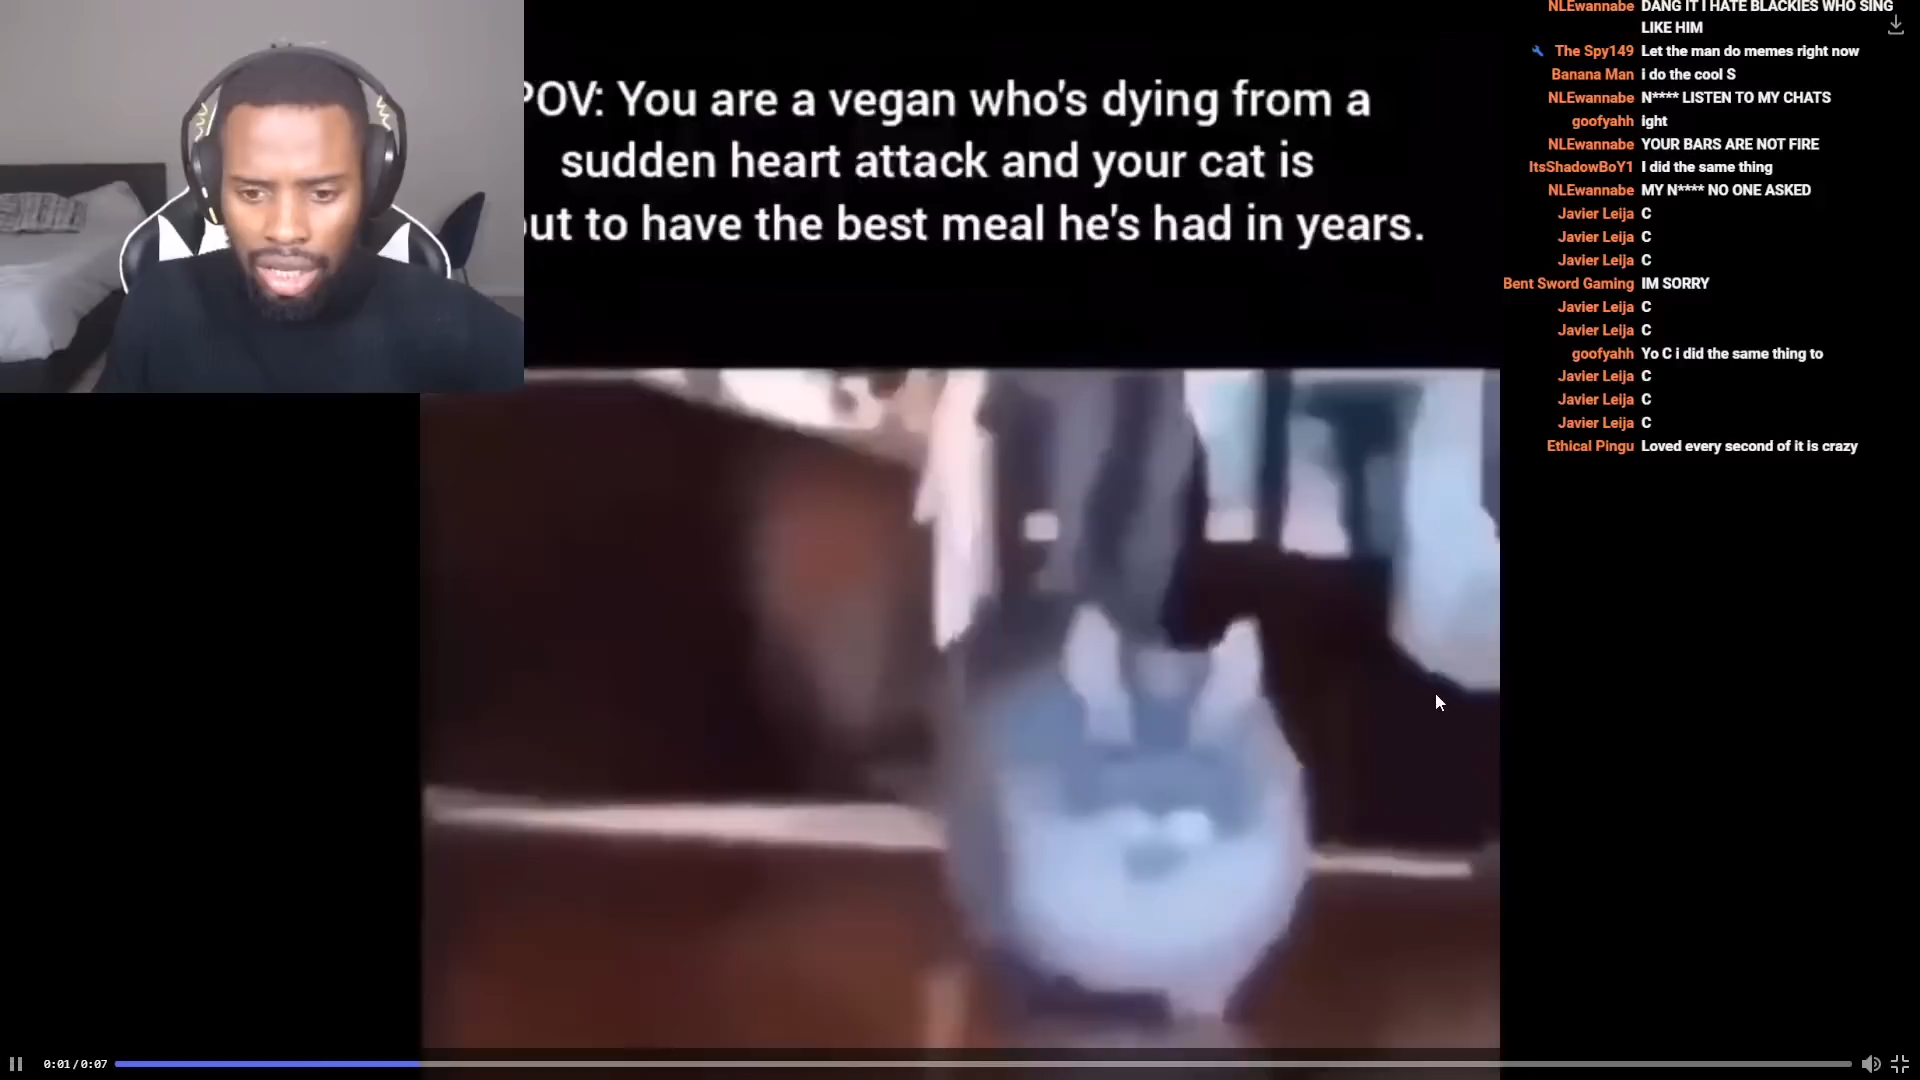 POV: You are a vegan who's dying from a
sudden heart attack and your cat is
out to have the best meal he's had in years.
NLEwannabe DANG IT I HATE BLACKIES WHO SING
LIKE HIM
The Spy149 Let the man do memes right now
Banana Man i do the cool S
NLEwannabe N**** LISTEN TO MY CHATS
goofyahh ight
NLEwannabe YOUR BARS ARE NOT FIRE
ItsShadowBoY1 I did the same thing
NLEwannabe MY N**** NO ONE ASKED
Javier Leija C
Javier Leija C
Javier Leija C
Bent Sword Gaming IM SORRY
Javier Leija C
Javier Leija C
goofyahh Yo C i did the same thing to
Javier Leija C
Javier Leija C
Javier Leija C
Ethical Pingu Loved every second of it is crazy
0:01 / 0:07